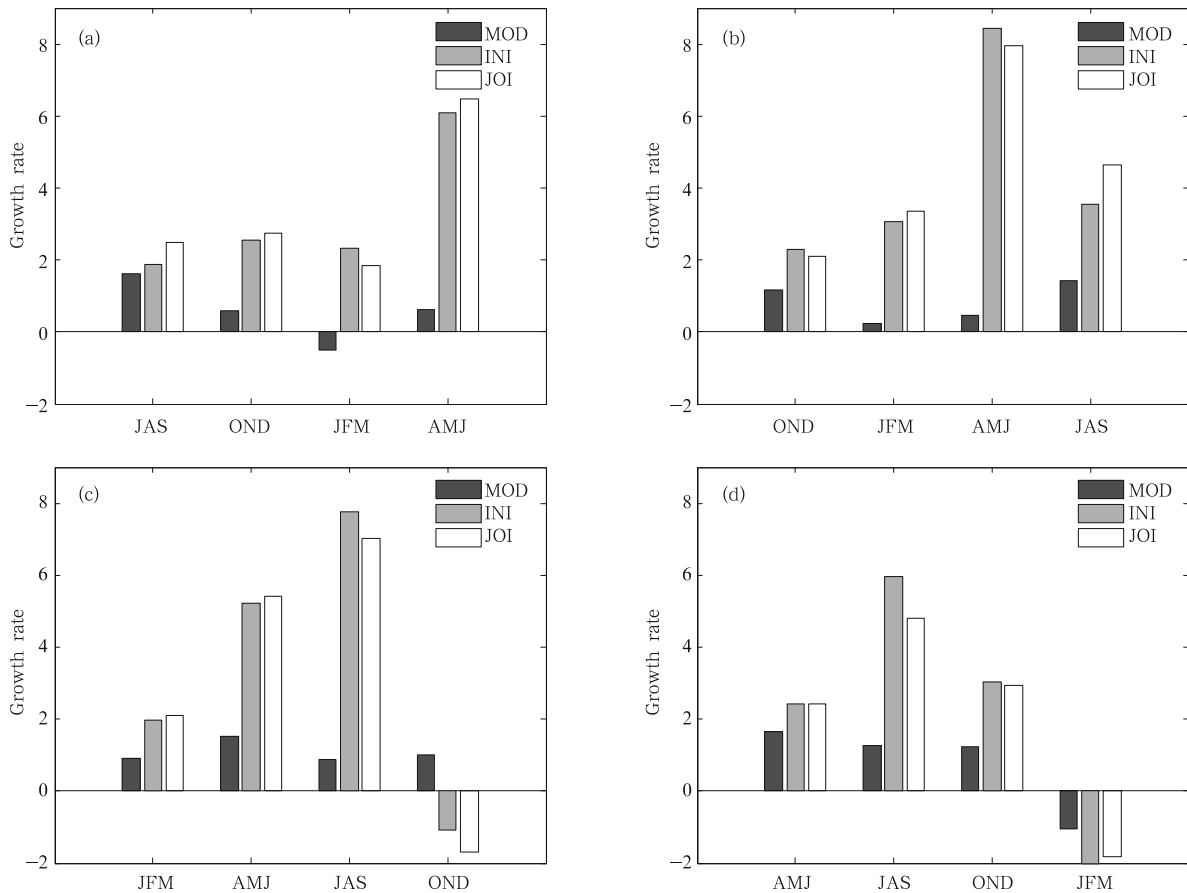 (a)
MOD
INI
JOI
Growth rate
8
6
4
2
0
−2
JAS OND JFM AMJ
(b)
MOD
INI
JOI
Growth rate
8
6
4
2
0
−2
OND JFM AMJ JAS
(c)
MOD
INI
JOI
Growth rate
8
6
4
2
0
−2
JFM AMJ JAS OND
(d)
MOD
INI
JOI
Growth rate
8
6
4
2
0
−2
AMJ JAS OND JFM